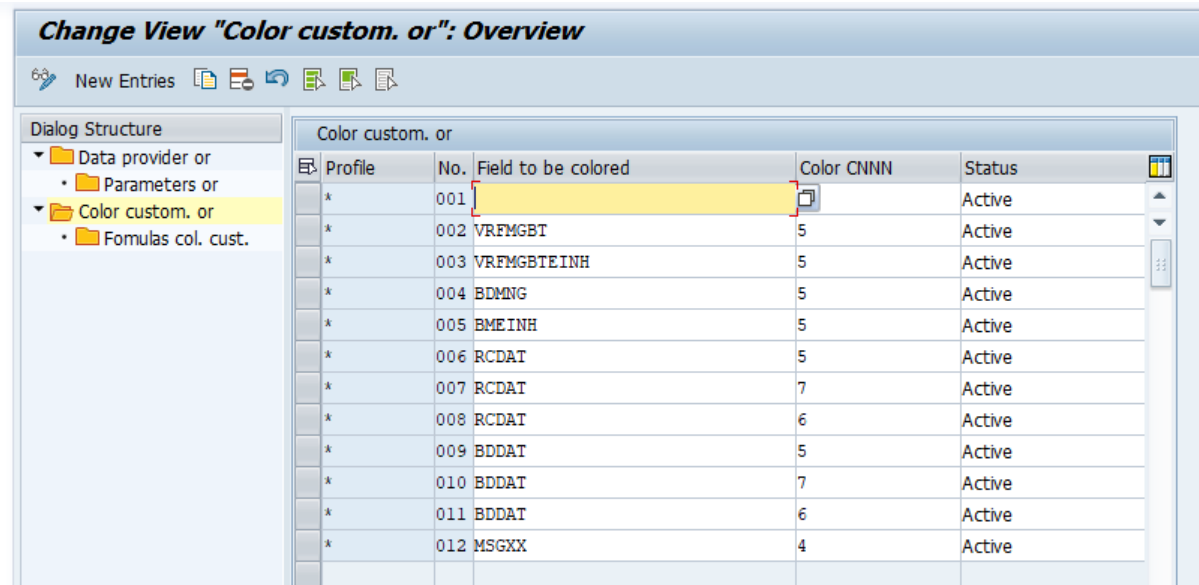 Change View "Color custom. or": Overview
New Entries
Dialog Structure
Data provider or
Parameters or
Color custom. or
Fomulas col. cust.
Color custom. or
Profile No. Field to be colored Color CNNN Status
* 001 Active
* 002 VRFMGBT 5 Active
* 003 VRFMGBTEINH 5 Active
* 004 BDMNG 5 Active
* 005 BMEINH 5 Active
* 006 RCDAT 5 Active
* 007 RCDAT 7 Active
* 008 RCDAT 6 Active
* 009 BDDAT 5 Active
* 010 BDDAT 7 Active
* 011 BDDAT 6 Active
* 012 MSGXX 4 Active